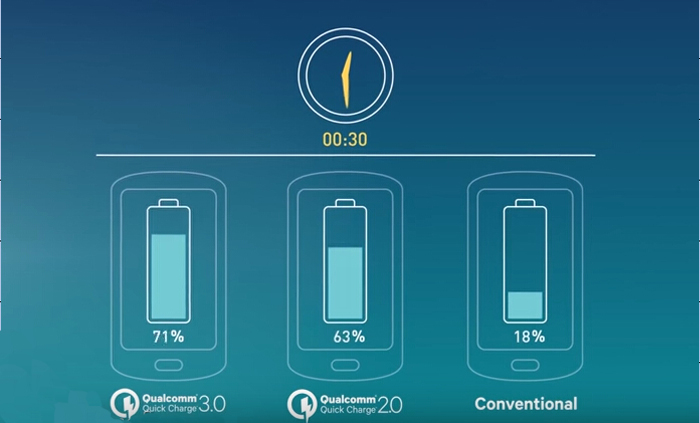 00:30
71%
63%
18%
Qualcomm
Quick Charge 3.0
Qualcomm
Quick Charge 2.0
Conventional